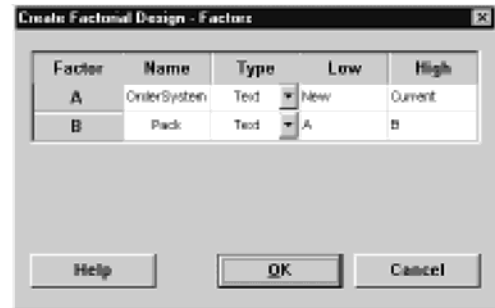 Create Factorial Design - Factors
Factor Name Type Low High
A OrderSystem Text New Current
B Pack Text A B
Help OK Cancel